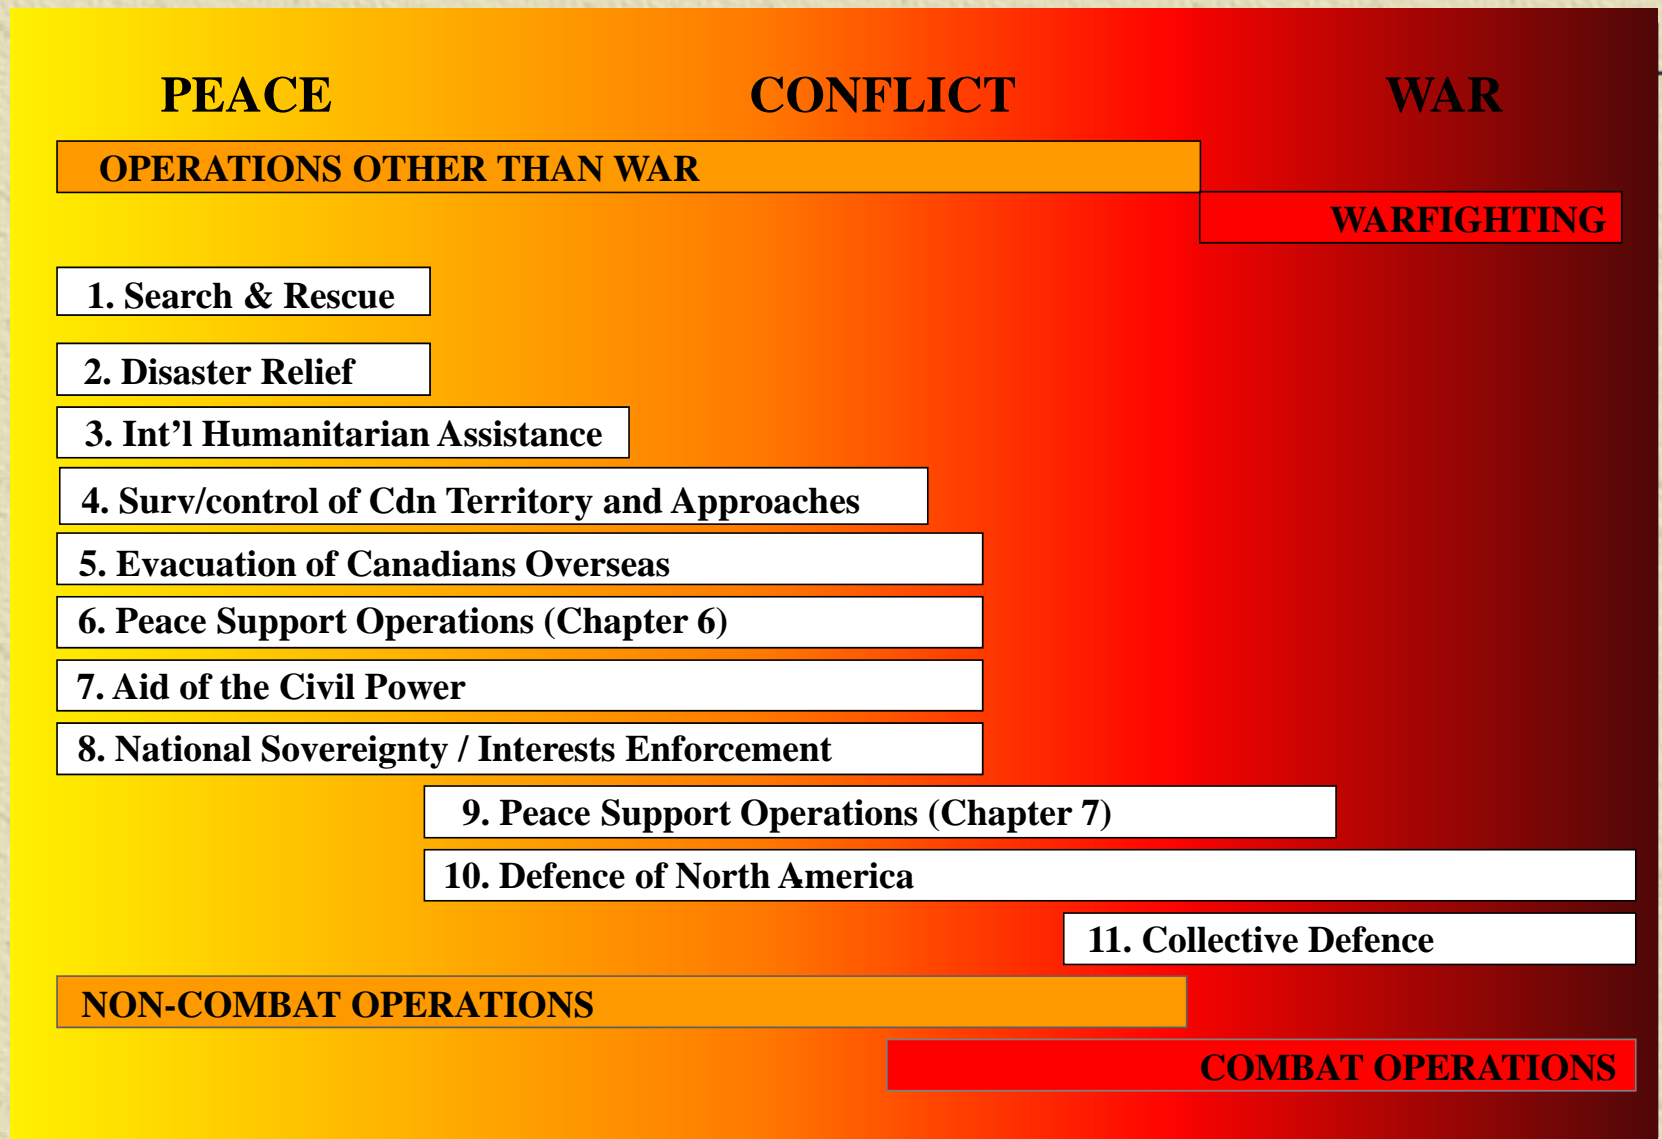 PEACE CONFLICT WAR
OPERATIONS OTHER THAN WAR
WARFIGHTING
1. Search & Rescue
2. Disaster Relief
3. Int’l Humanitarian Assistance
4. Surv/control of Cdn Territory and Approaches
5. Evacuation of Canadians Overseas
6. Peace Support Operations (Chapter 6)
7. Aid of the Civil Power
8. National Sovereignty / Interests Enforcement
9. Peace Support Operations (Chapter 7)
10. Defence of North America
11. Collective Defence
NON-COMBAT OPERATIONS
COMBAT OPERATIONS